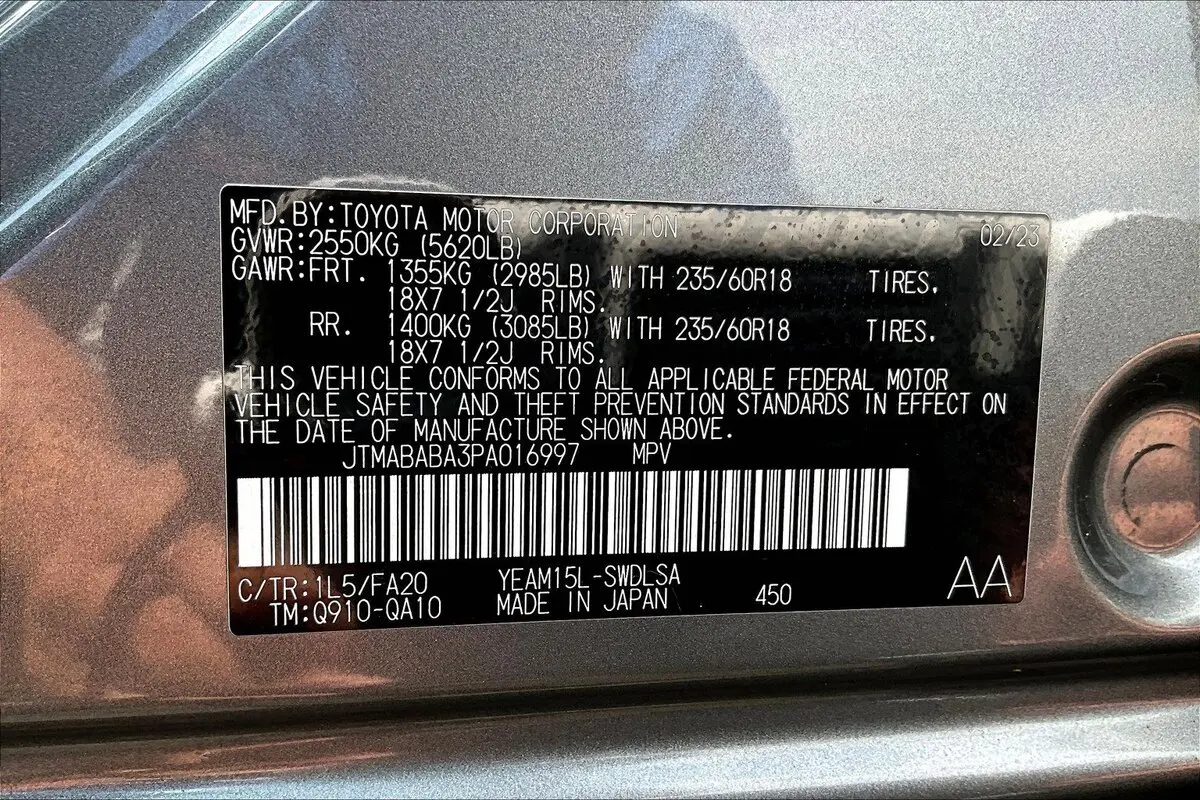 MFD.BY:TOYOTA MOTOR CORPORATION 02/23
GVWR:2550KG (5620LB)
GAWR:FRT. 1355KG (2985LB) WITH 235/60R18 TIRES.
18X7 1/2J RIMS.
RR. 1400KG (3085LB) WITH 235/60R18 TIRES.
18X7 1/2J RIMS.
THIS VEHICLE CONFORMS TO ALL APPLICABLE FEDERAL MOTOR
VEHICLE SAFETY AND THEFT PREVENTION STANDARDS IN EFFECT ON
THE DATE OF MANUFACTURE SHOWN ABOVE.
JTMABABA3PA016997 MPV
C/TR:1L5/FA20 YEAM15L-SWDLSA
TM:Q910-QA10 MADE IN JAPAN 450 AA